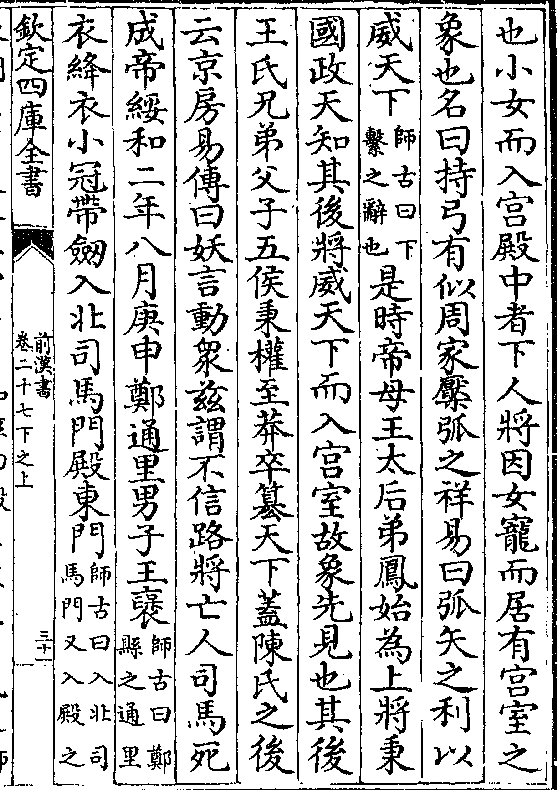 也小女而入宫殿中者下人將因女寵而居有宫室之
象也名曰持弓有似周家檿弧之祥易曰弧矢之利以
威天下師古曰下繫之辭也是時帝母王太后弟鳳始為上將秉
國政天知其後將威天下而入宫室故象先見也其後
王氏兄弟父子五侯秉權至莽卒篡天下蓋陳氏之後
云京房易傳曰妖言動衆兹謂不信路將亡人司馬死
成帝綏和二年八月庚申鄭通里男子王襃師古曰鄭縣之通里
衣絳衣小冠帶劔入北司馬門殿東門師古曰入北司馬門又入殿之
欽定四庫全書
前漢書
卷二十七下之上
三十一